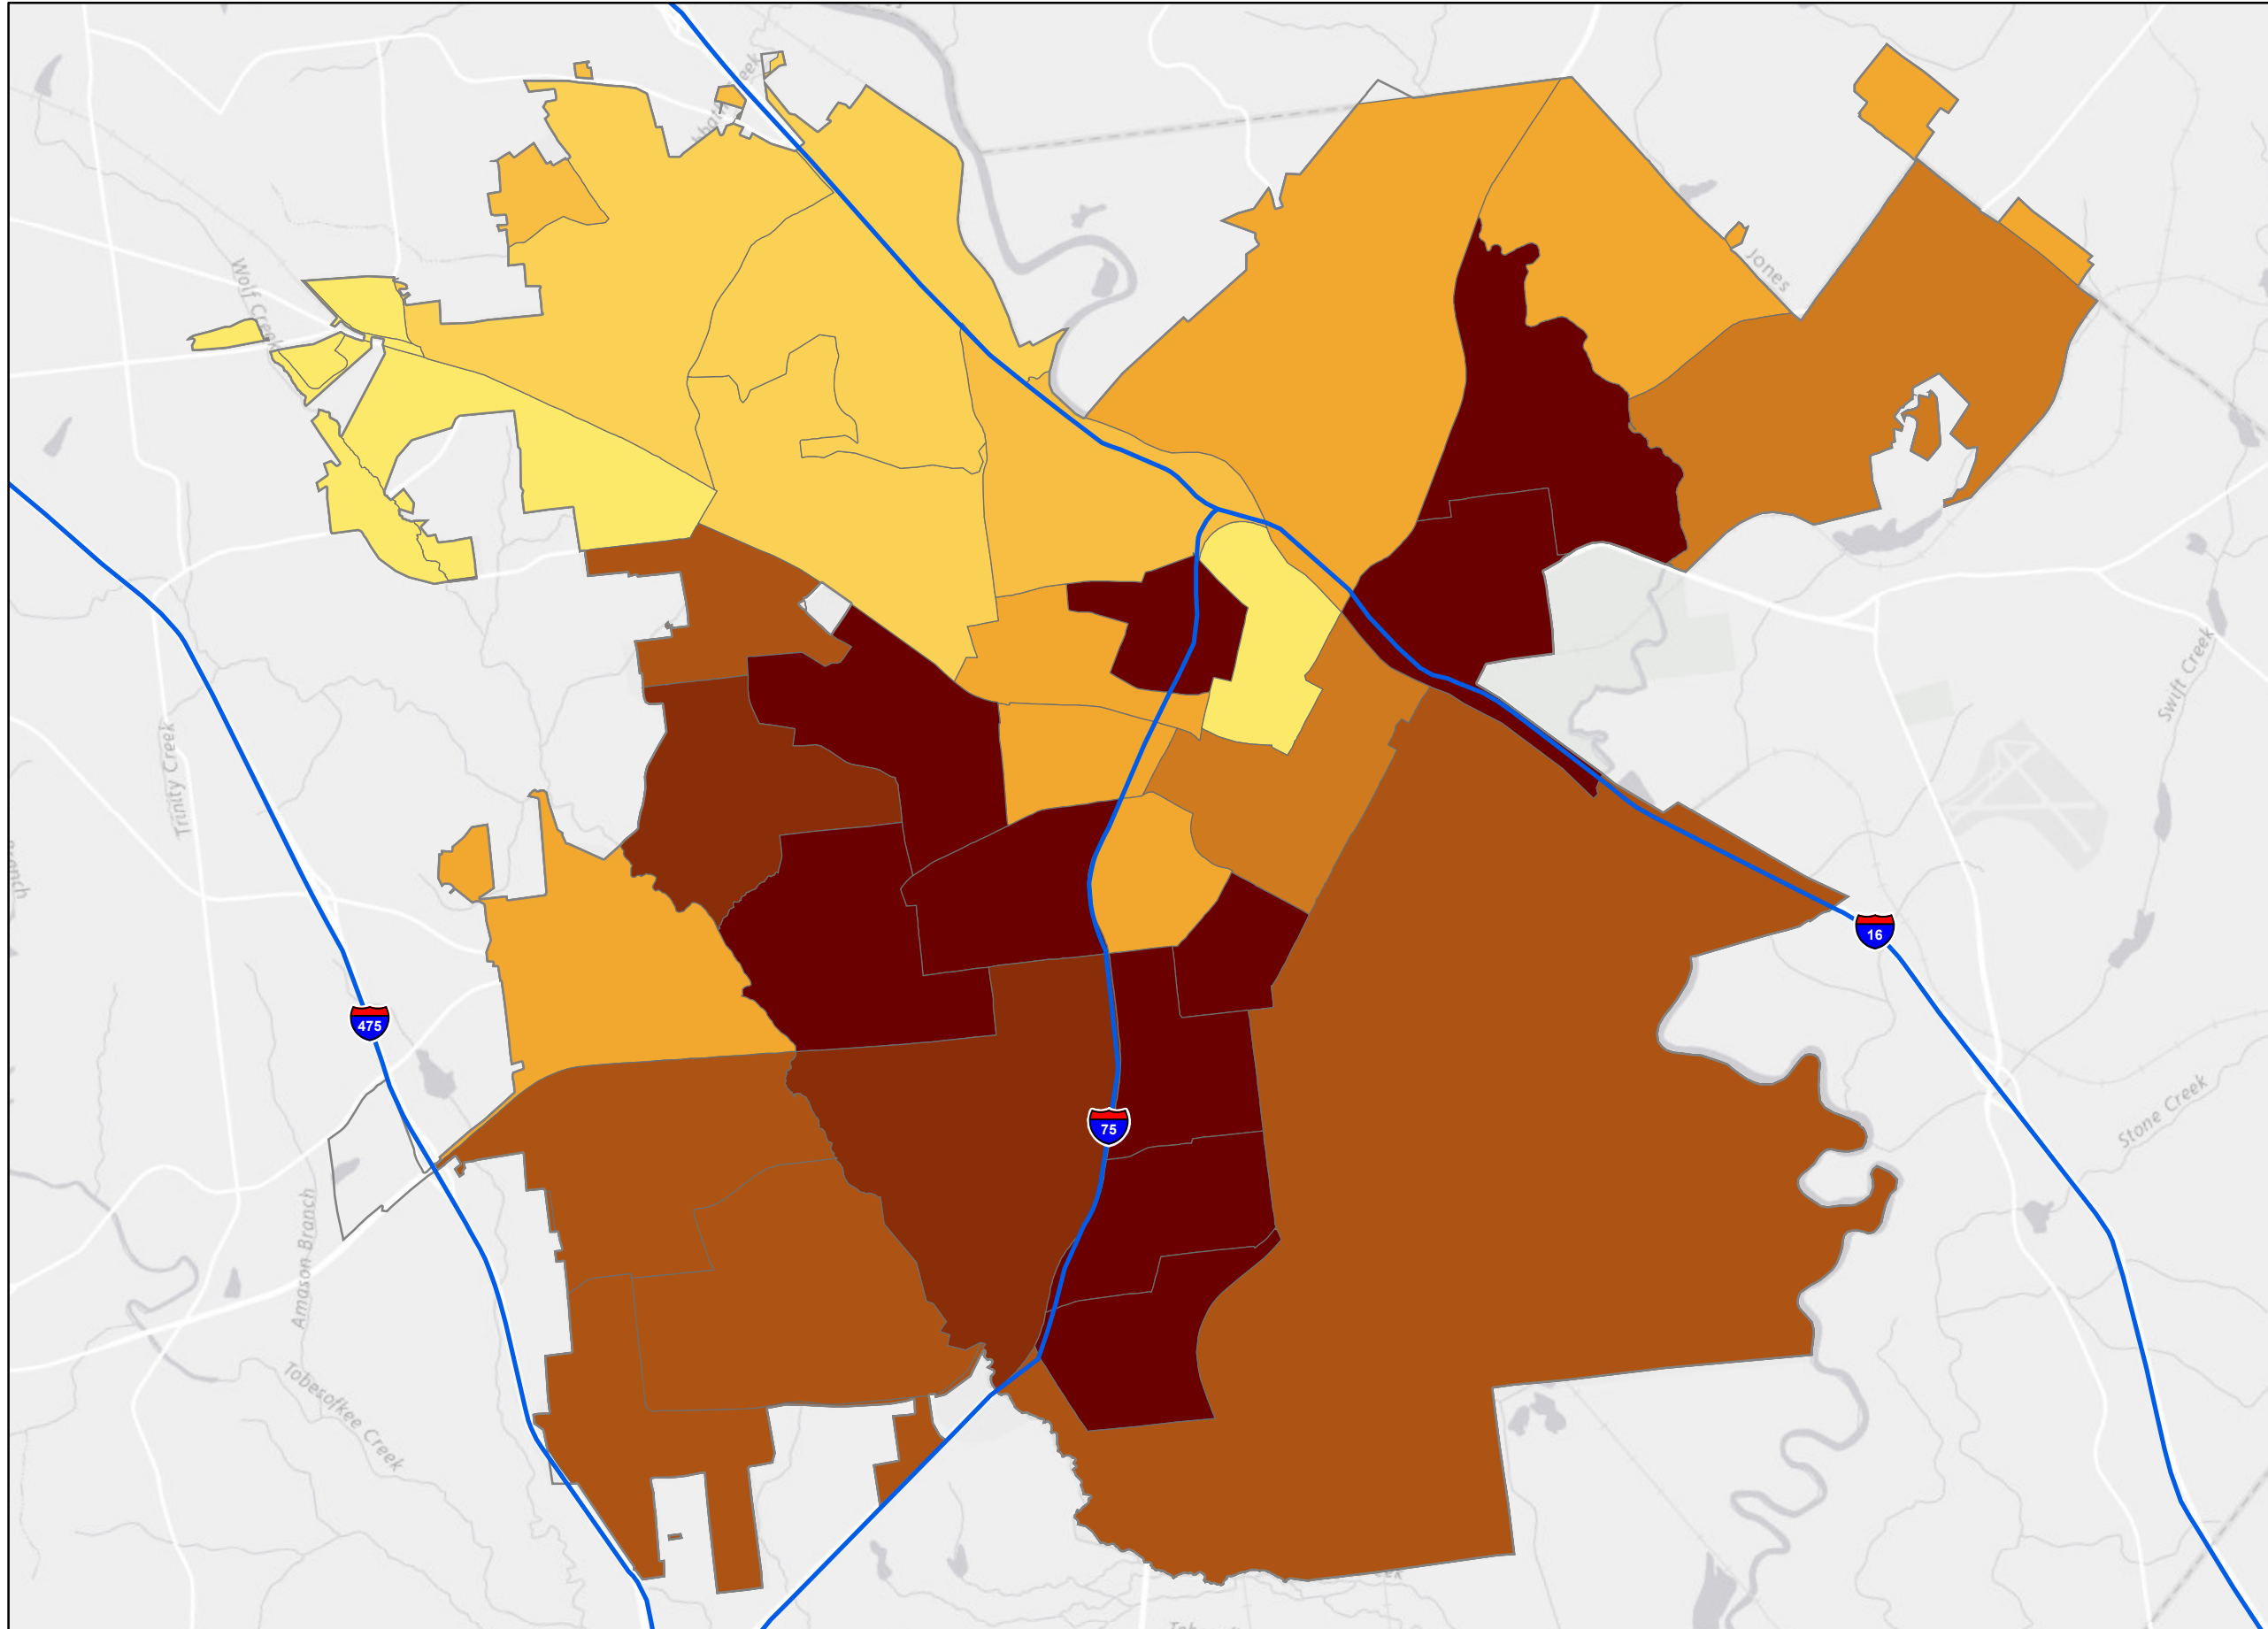 Jones
Wolf Creek
Swift Creek
Trinity Creek
16
475
Stone Creek
75
Amason Branch
Tobesofkee Creek